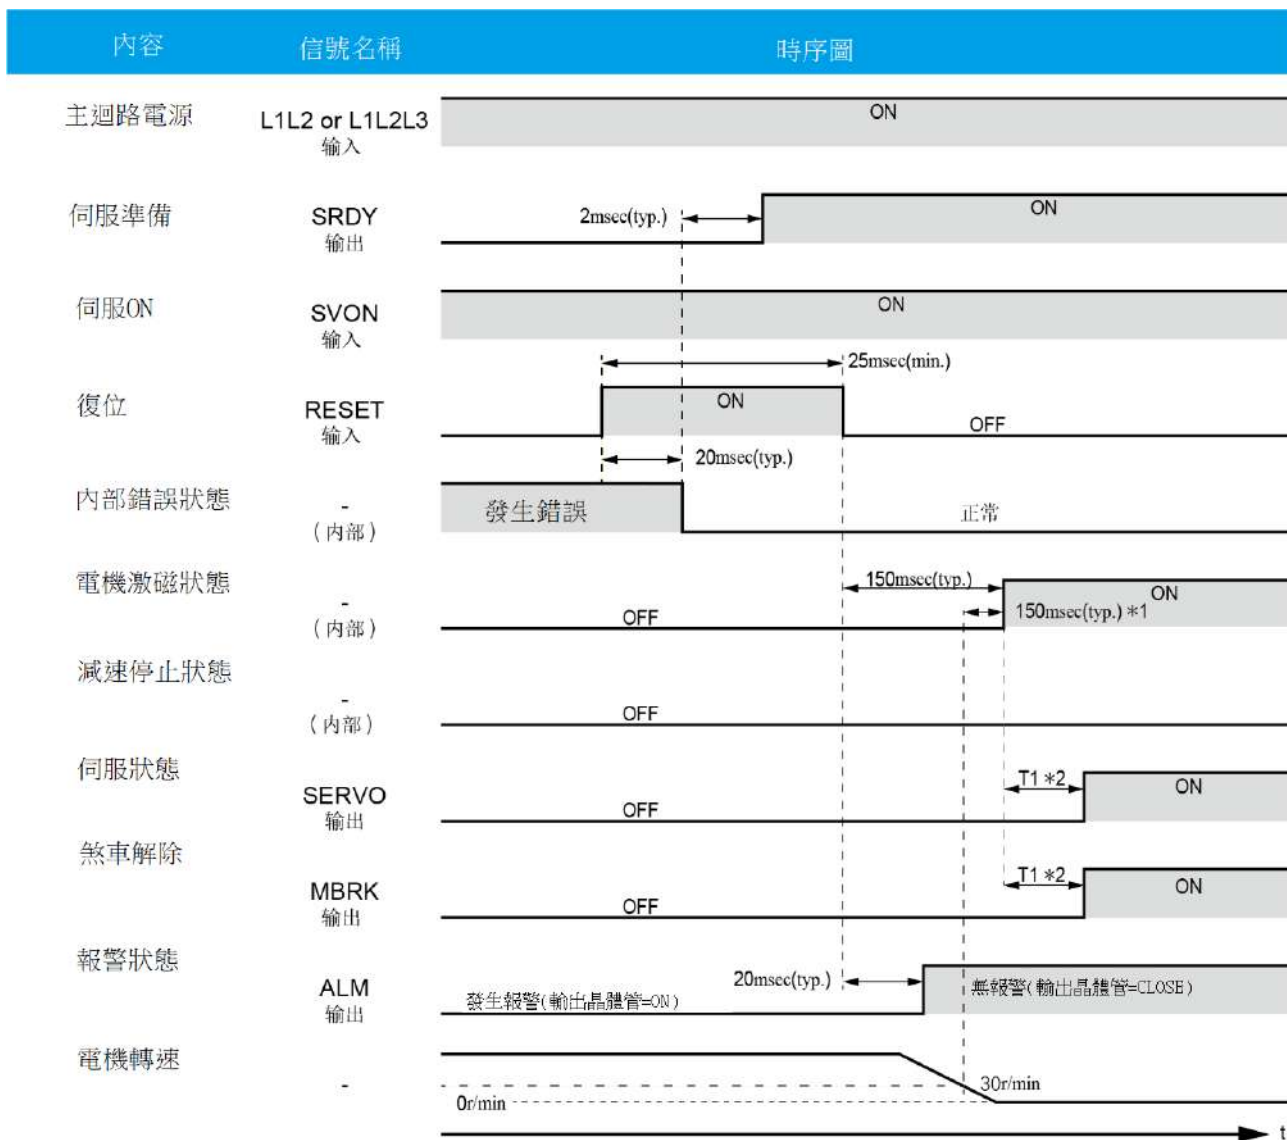 內容 信號名稱 時序圖
主迴路電源 L1L2 or L1L2L3 ON
输入
伺服準備 SRDY 2msec(typ.) ON
输出
伺服ON SVON ON
输入
25msec(min.)
復位 RESET ON OFF
输入
20msec(typ.)
內部錯誤狀態 - 發生錯誤 正常
(内部)
電機激磁狀態 - 150msec(typ.) ON
(内部) OFF 150msec(typ.) *1
減速停止狀態 -
(内部) OFF
伺服狀態 T1 *2 ON
SERVO OFF
输出
煞車解除 T1 *2 ON
MBRK OFF
输出
報警狀態 20msec(typ.) 無報警(輸出晶體管=CLOSE)
ALM 發生報警(輸出晶體管=ON)
输出
電機轉速 - 30r/min
0r/min
t